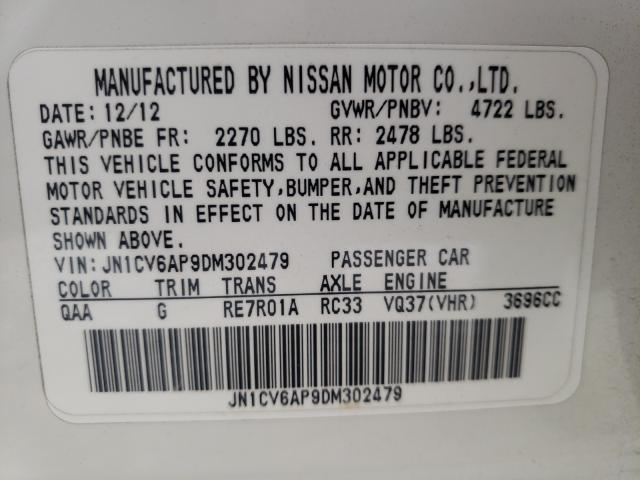 MANUFACTURED BY NISSAN MOTOR CO.,LTD.
DATE: 12/12 GVWR/PNBV: 4722 LBS.
GAWR/PNBE FR: 2270 LBS. RR: 2478 LBS.
THIS VEHICLE CONFORMS TO ALL APPLICABLE FEDERAL
MOTOR VEHICLE SAFETY,BUMPER,AND THEFT PREVENTION
STANDARDS IN EFFECT ON THE DATE OF MANUFACTURE
SHOWN ABOVE.
VIN:JN1CV6AP9DM302479 PASSENGER CAR
COLOR TRIM TRANS AXLE ENGINE
QAA G RE7R01A RC33 VQ37(VHR) 3696CC
JN1CV6AP9DM302479